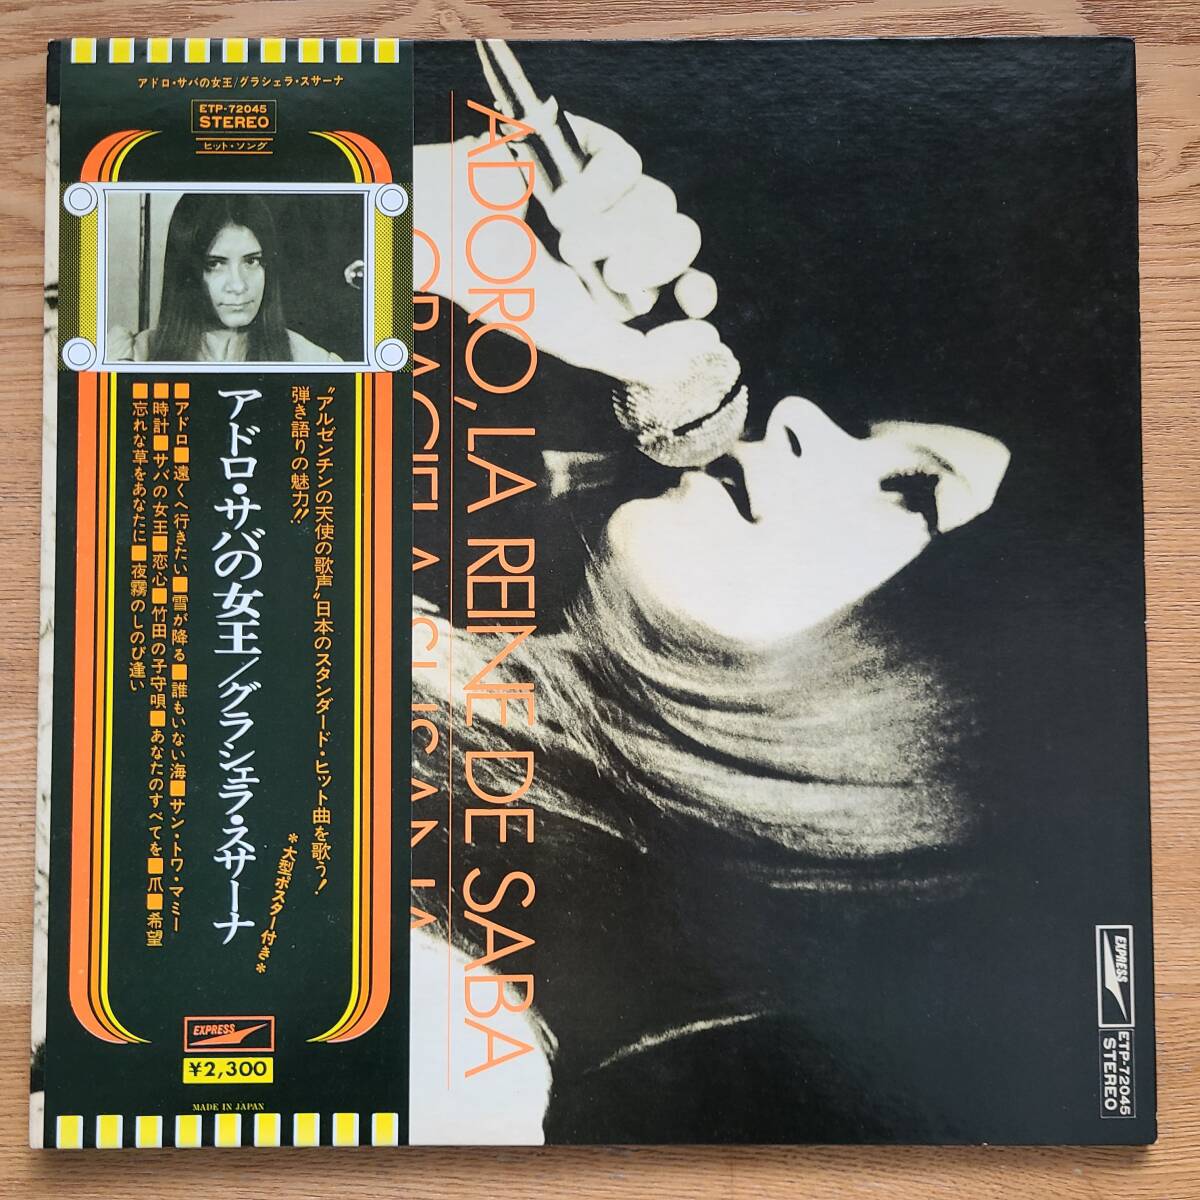 アドロ・サバの女王/グラシェラ・スサーナ
ETP-72045
STEREO
ヒット・ソング
"アルゼンチンの天使の歌声"日本のスタンダード・ヒット曲を歌う!
弾き語りの魅力!!
*大型ポスター付き*
アドロ・サバの女王/グラシェラ・スサーナ
■アドロ■遠くへ行きたい■雪が降る■誰もいない海■サン・トワ・マミー
■時計■サバの女王■恋心■竹田の子守唄■あなたのすべてを■爪■希望
■忘れな草をあなたに■夜霧のしのび逢い
EXPRESS
¥2,300
MADE IN JAPAN
ADORO, LA REINE DE SABA
GRACIELA SUSANA
EXPRESS
ETP-72045
STEREO